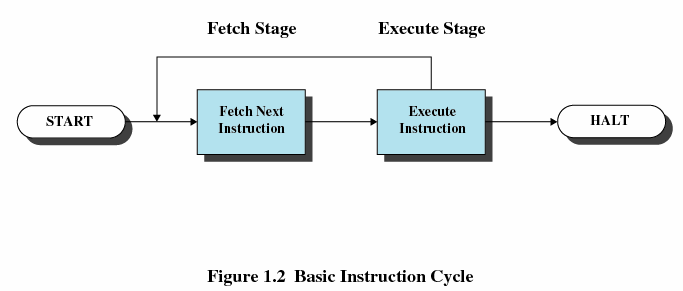 Fetch Stage Execute Stage
START
Fetch Next
Instruction
Execute
Instruction
HALT
Figure 1.2 Basic Instruction Cycle